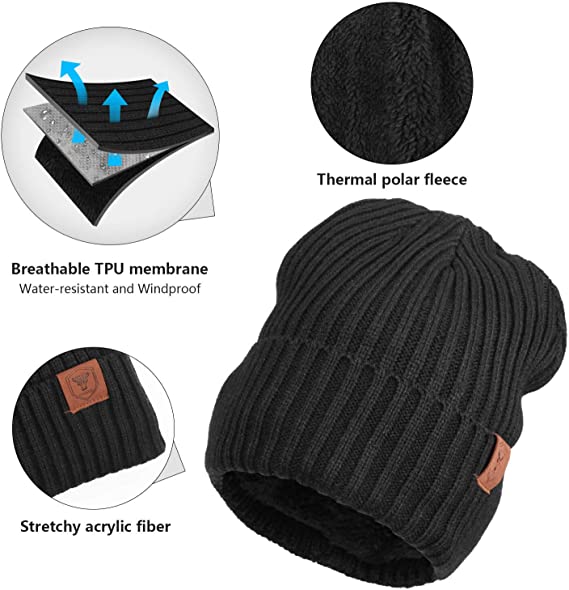 Thermal polar fleece
Breathable TPU membrane
Water-resistant and Windproof
Stretchy acrylic fiber